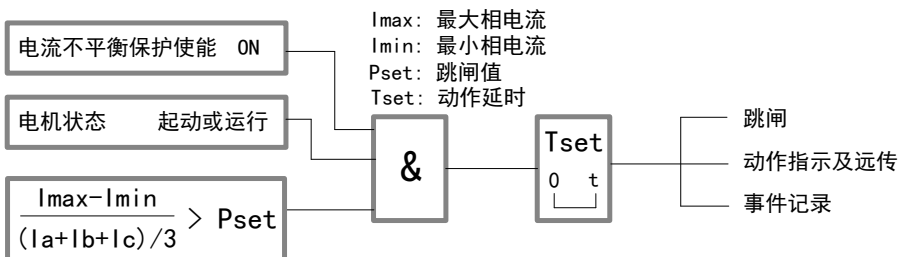 Imax: 最大相电流
Imin: 最小相电流
Pset: 跳闸值
Tset: 动作延时
电流不平衡保护使能 ON
电机状态 起动或运行
Imax-Imin
(Ia+Ib+Ic)/3
> Pset
&
Tset
0 t
跳闸
动作指示及远传
事件记录